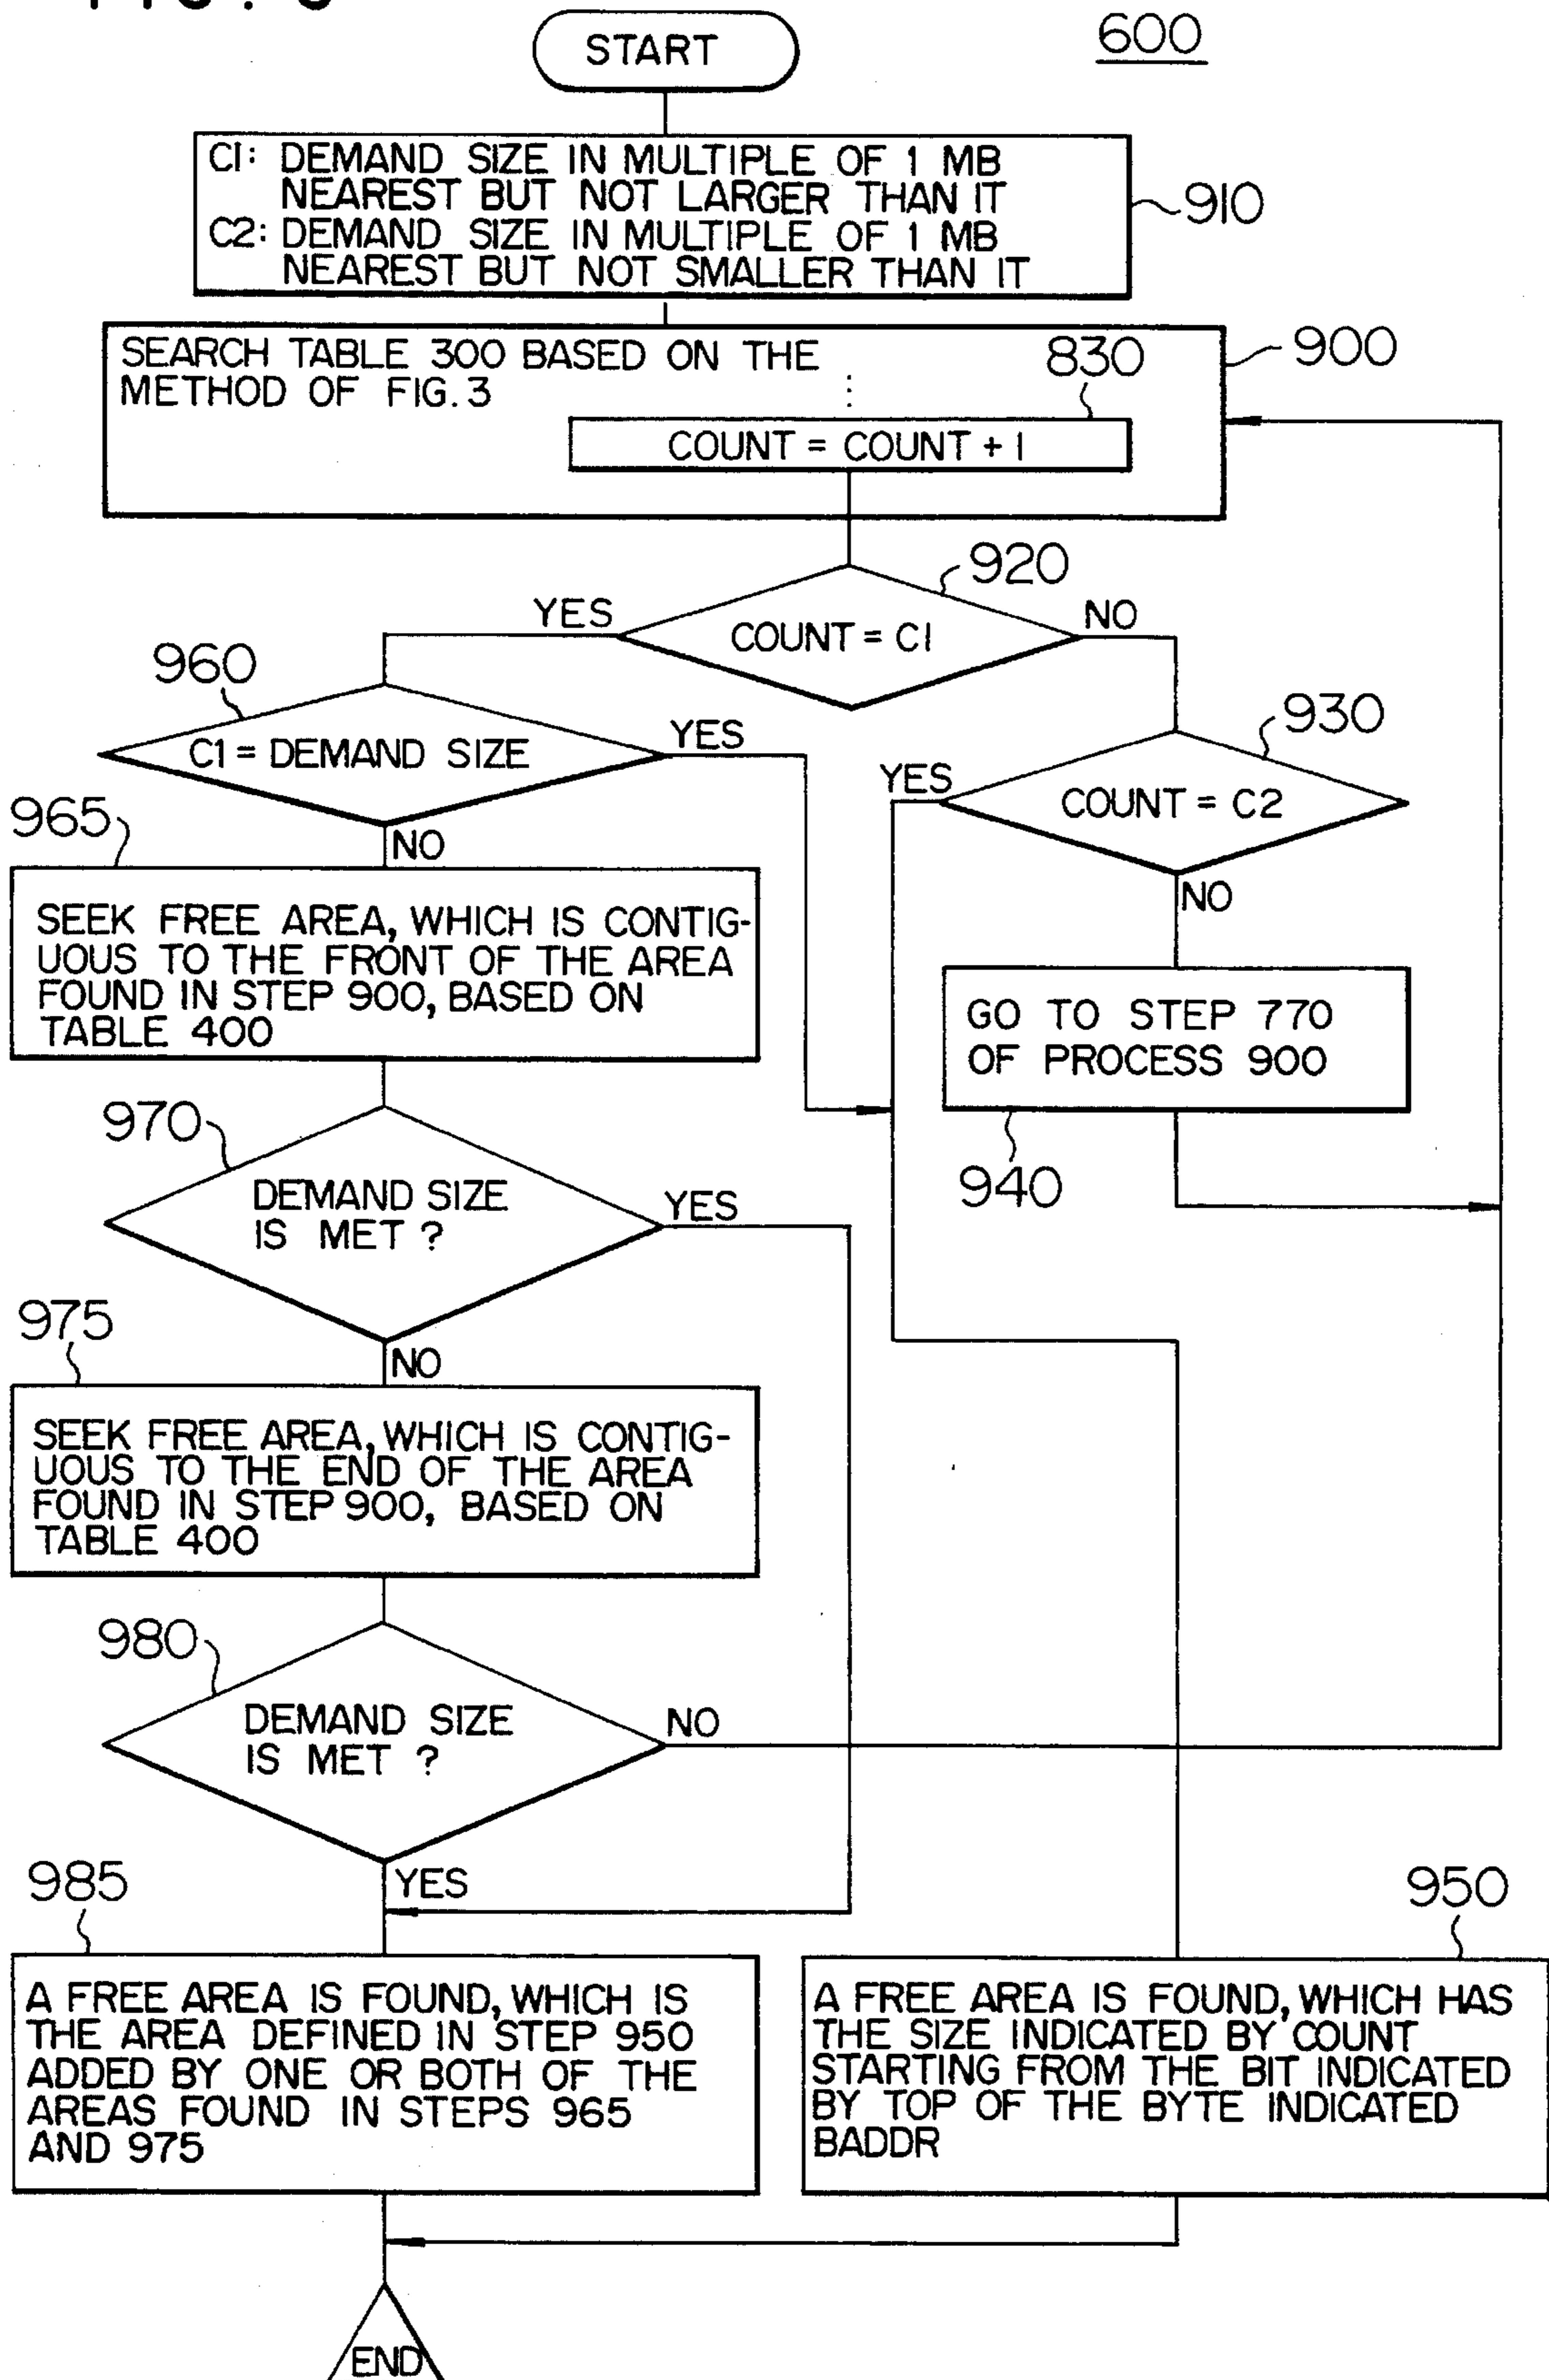 START
600
C1: DEMAND SIZE IN MULTIPLE OF 1 MB
NEAREST BUT NOT LARGER THAN IT
C2: DEMAND SIZE IN MULTIPLE OF 1 MB
NEAREST BUT NOT SMALLER THAN IT
910
SEARCH TABLE 300 BASED ON THE
METHOD OF FIG. 3
830
900
COUNT = COUNT + 1
920
YES
COUNT = C1
NO
960
C1 = DEMAND SIZE
YES
930
YES
COUNT = C2
965
NO
NO
SEEK FREE AREA, WHICH IS CONTIG-
UOUS TO THE FRONT OF THE AREA
FOUND IN STEP 900, BASED ON
TABLE 400
GO TO STEP 770
OF PROCESS 900
940
970
DEMAND SIZE
IS MET ?
YES
975
NO
SEEK FREE AREA, WHICH IS CONTIG-
UOUS TO THE END OF THE AREA
FOUND IN STEP 900, BASED ON
TABLE 400
980
DEMAND SIZE
IS MET ?
NO
985
YES
950
A FREE AREA IS FOUND, WHICH IS
THE AREA DEFINED IN STEP 950
ADDED BY ONE OR BOTH OF THE
AREAS FOUND IN STEPS 965
AND 975
A FREE AREA IS FOUND, WHICH HAS
THE SIZE INDICATED BY COUNT
STARTING FROM THE BIT INDICATED
BY TOP OF THE BYTE INDICATED
BADDR
END